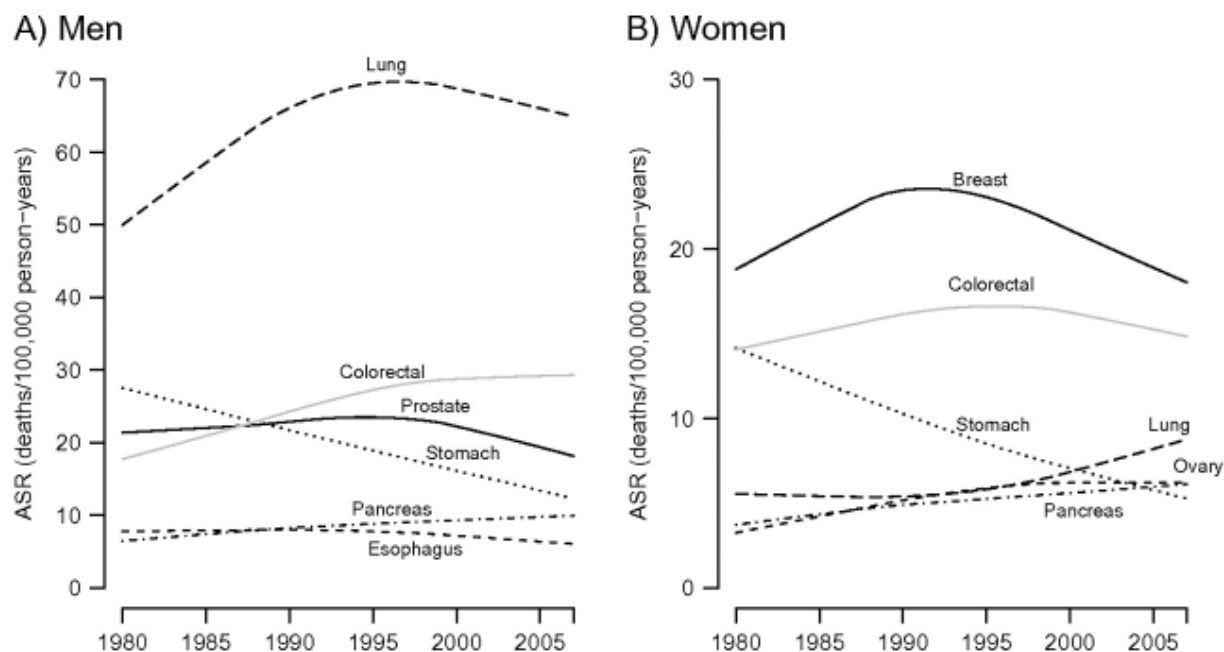 A) Men
ASR (deaths/100,000 person−years)
70
60
50
40
30
20
10
0
Lung
Colorectal
Prostate
Stomach
Pancreas
Esophagus
1980 1985 1990 1995 2000 2005
B) Women
ASR (deaths/100,000 person−years)
30
20
10
0
Breast
Colorectal
Stomach
Lung
Ovary
Pancreas
1980 1985 1990 1995 2000 2005